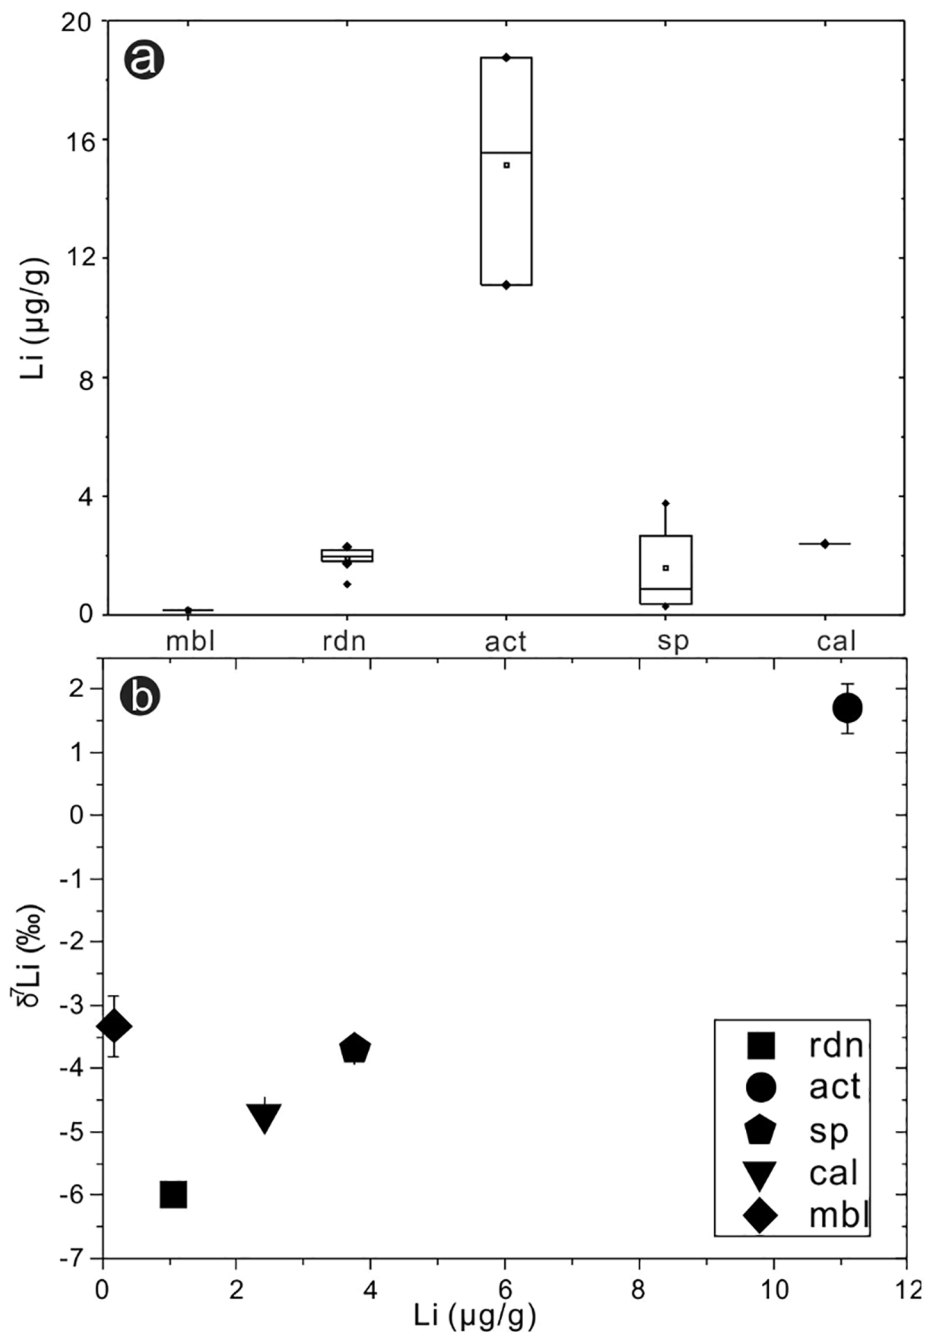 a
20
16
12
8
4
0
Li (µg/g)
mbl rdn act sp cal
b
2
1
0
-1
-2
-3
-4
-5
-6
-7
δ⁷Li (‰)
rdn
act
sp
cal
mbl
0 2 4 6 8 10 12
Li (µg/g)